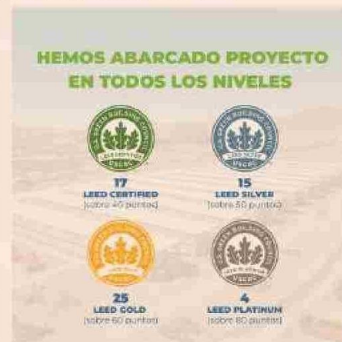 HEMOS ABARCADO PROYECTO
EN TODOS LOS NIVELES
17
LEED CERTIFIED
(sobre 40 puntos)
15
LEED SILVER
(sobre 50 puntos)
25
LEED GOLD
(sobre 60 puntos)
4
LEED PLATINUM
(sobre 80 puntos)